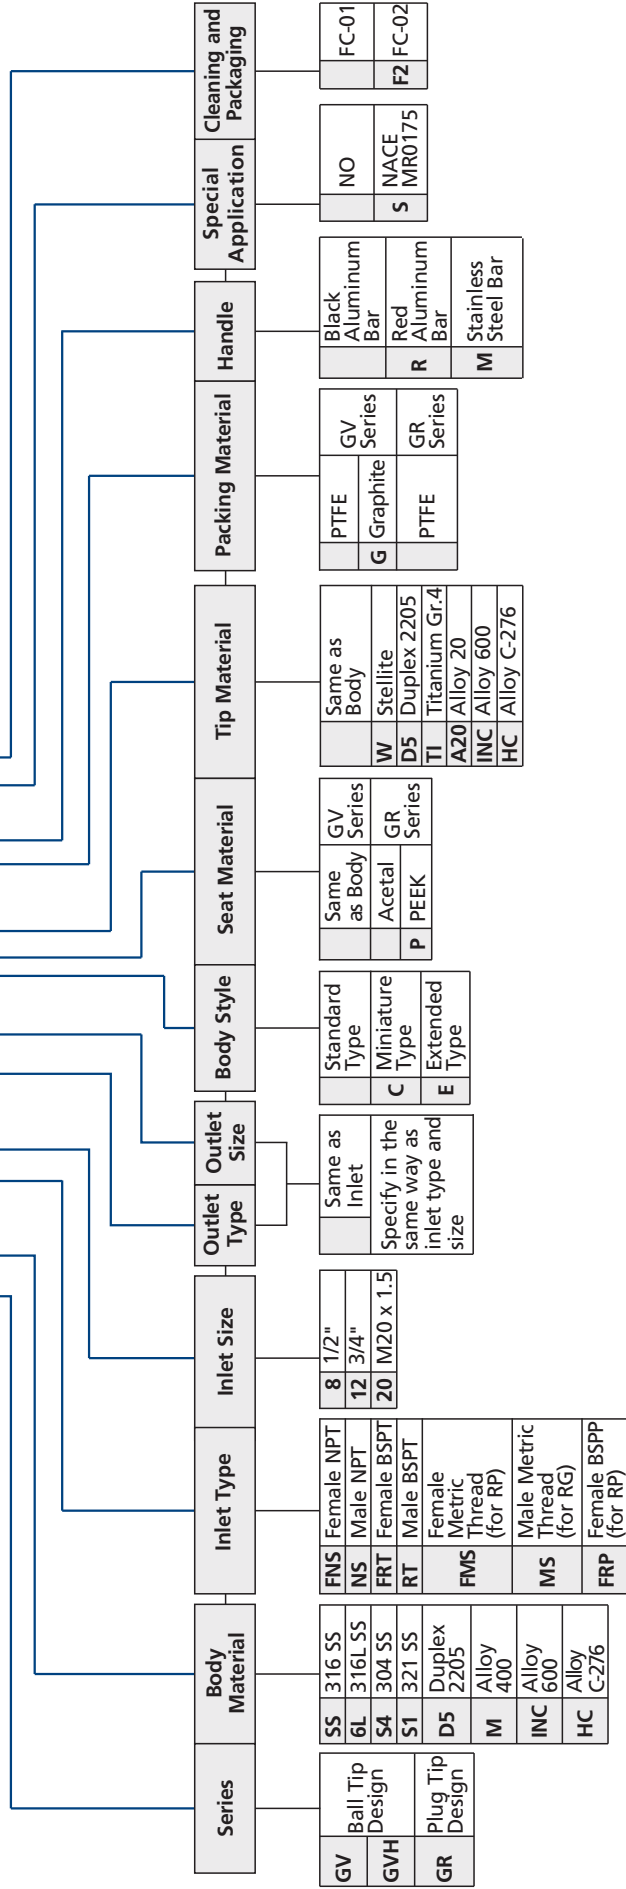 Series
GV
Ball Tip
Design
GVH
GR
Plug Tip
Design
Body
Material
SS 316 SS
6L 316L SS
S4 304 SS
S1 321 SS
D5 Duplex
2205
M Alloy
400
INC Alloy
600
HC Alloy
C-276
Inlet Type
FNS Female NPT
NS Male NPT
FRT Female BSPT
RT Male BSPT
FMS Female
Metric
Thread
(for RP)
MS Male Metric
Thread
(for RG)
FRP Female BSPP
(for RP)
Inlet Size
8 1/2"
12 3/4"
20 M20 x 1.5
Outlet
Type
Outlet
Size
Same as
Inlet
Specify in the
same way as
inlet type and
size
Body Style
Standard
Type
C Miniature
Type
E Extended
Type
Seat Material
Same
as Body
GV
Series
Acetal
P PEEK
GR
Series
Tip Material
Same as
Body
W Stellite
D5 Duplex 2205
TI Titanium Gr.4
A20 Alloy 20
INC Alloy 600
HC Alloy C-276
Packing Material
PTFE
G Graphite
GV
Series
PTFE
GR
Series
Handle
Black
Aluminum
Bar
R Red
Aluminum
Bar
M Stainless
Steel Bar
Special
Application
NO
S NACE
MR0175
Cleaning and
Packaging
FC-01
F2 FC-02